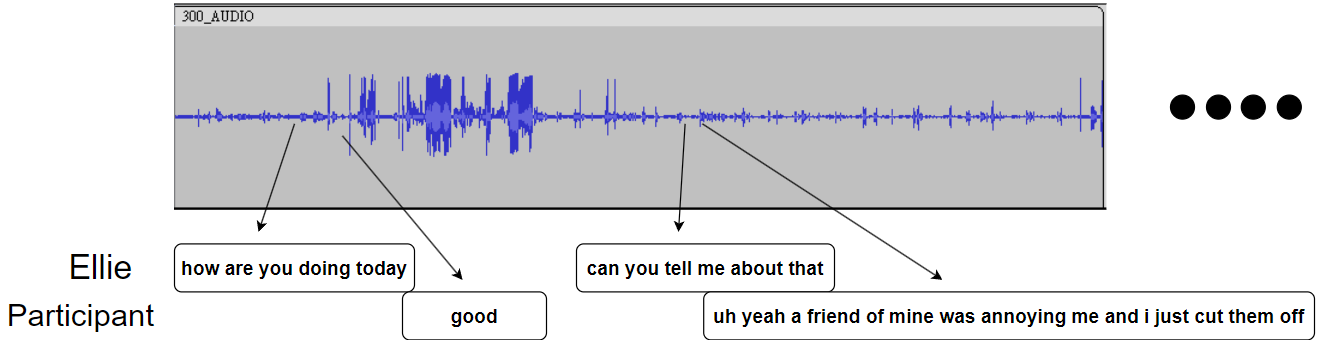 300_AUDIO
Ellie
how are you doing today
can you tell me about that
Participant
good
uh yeah a friend of mine was annoying me and i just cut them off